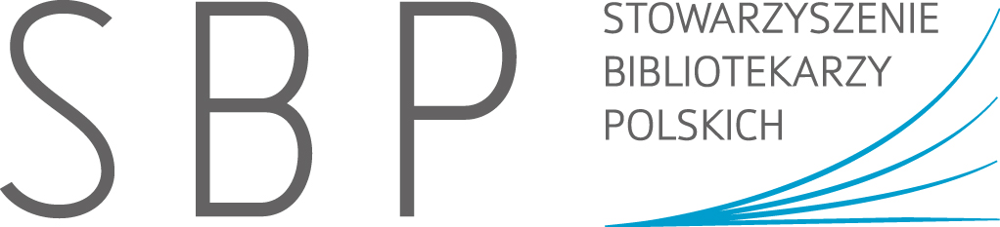 SBP
STOWARZYSZENIE
BIBLIOTEKARZY
POLSKICH